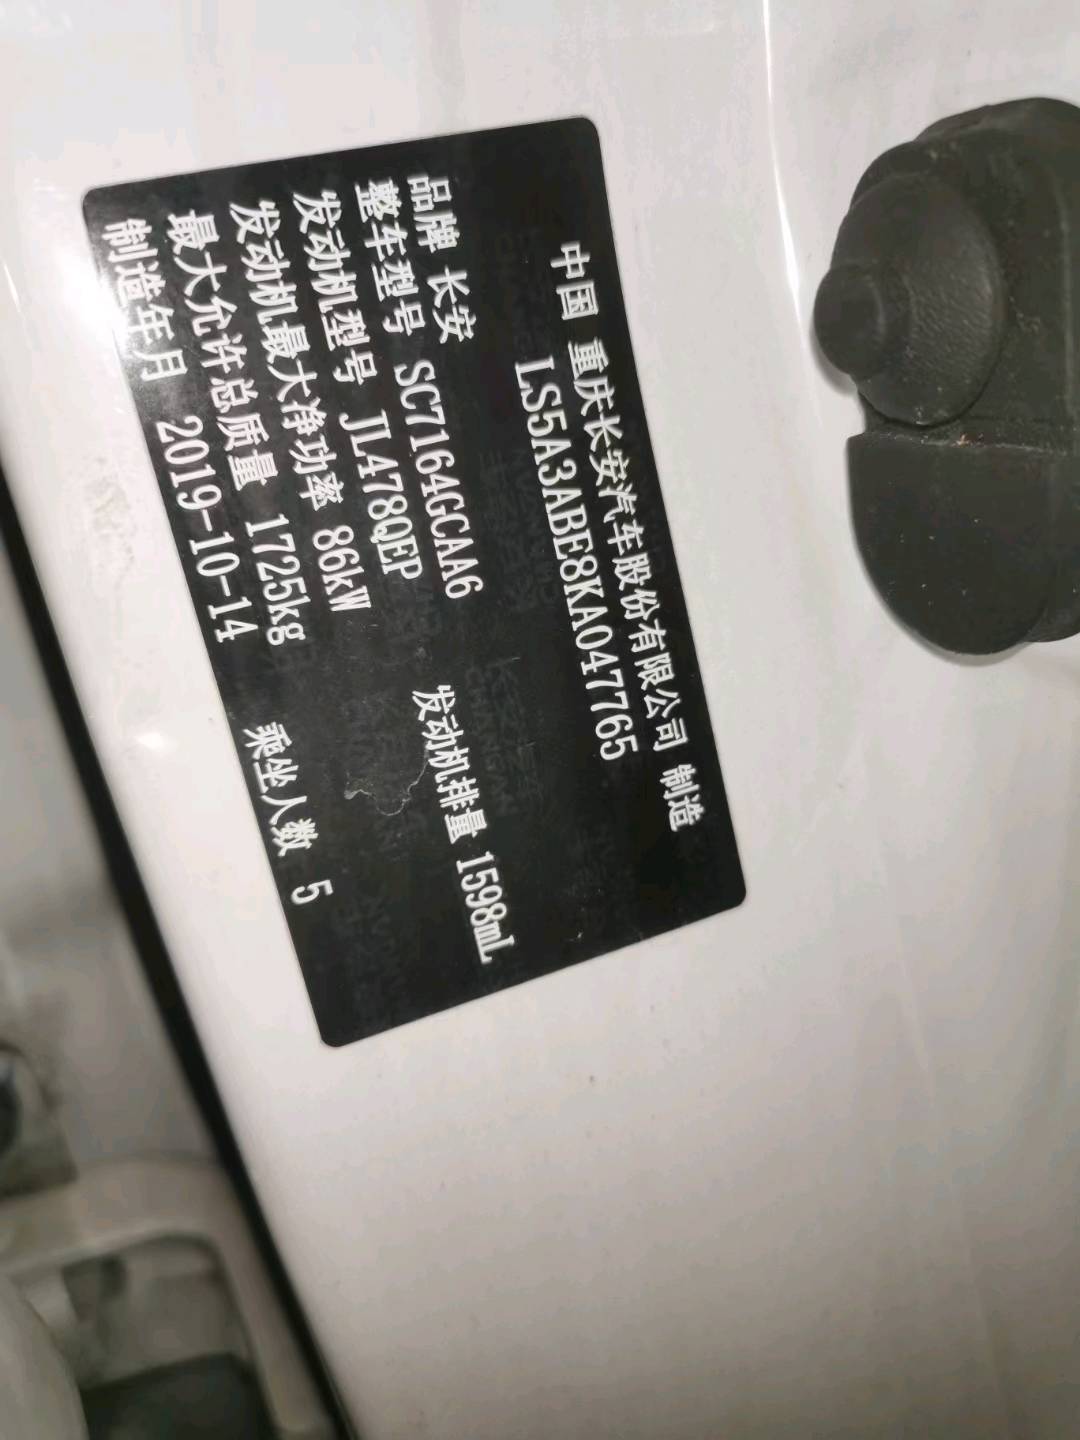 中国 重庆长安汽车股份有限公司 制造
LS5A3ABE8KA047765
品牌 长安
整车型号 SC7164GCAA6
发动机型号 JL478QEP 发动机排量 1598mL
发动机最大净功率 86kW
最大允许总质量 1725kg 乘坐人数 5
制造年月 2019-10-14